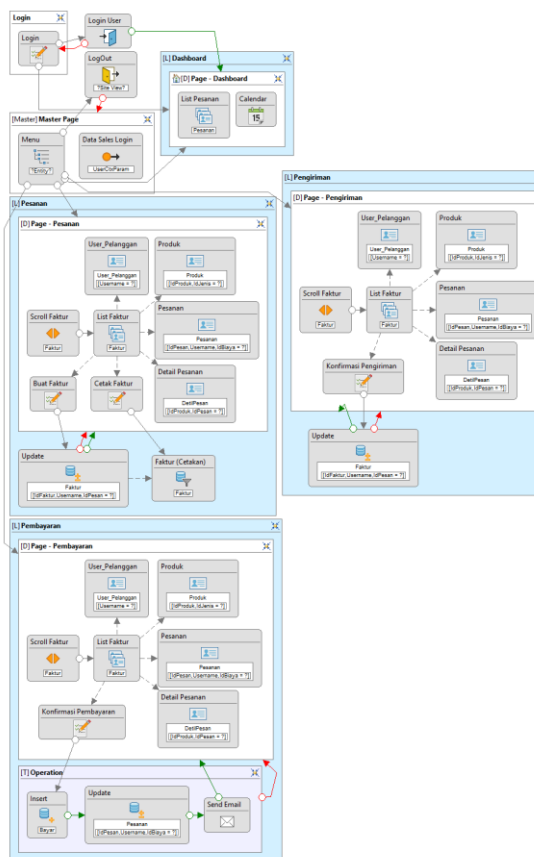 Login
Login
Login User
LogOut
?Site View?
[L] Dashboard
[D] Page - Dashboard
List Pesanan
Pesanan
Calendar
15
[Master] Master Page
Menu
?Entity?
Data Sales Login
UserCtxParam
[L] Pesanan
[D] Page - Pesanan
User_Pelanggan
User_Pelanggan
[[Username = ?]]
Produk
Produk
[[IdProduk,IdJenis = ?]]
Scroll Faktur
Faktur
List Faktur
Faktur
Pesanan
Pesanan
[[IdPesan,Username,IdBiaya = ?]]
Buat Faktur
Cetak Faktur
Detail Pesanan
DetilPesan
[[IdProduk,IdPesan = ?]]
Update
Faktur
[[IdFaktur,Username,IdPesan = ?]]
Faktur (Cetakan)
Faktur
[L] Pengiriman
[D] Page - Pengiriman
User_Pelanggan
User_Pelanggan
[[Username = ?]]
Produk
Produk
[[IdProduk,IdJenis = ?]]
Scroll Faktur
Faktur
List Faktur
Faktur
Pesanan
Pesanan
[[IdPesan,Username,IdBiaya = ?]]
Konfirmasi Pengiriman
Detail Pesanan
DetilPesan
[[IdProduk,IdPesan = ?]]
Update
Faktur
[[IdFaktur,Username,IdPesan = ?]]
[L] Pembayaran
[D] Page - Pembayaran
User_Pelanggan
User_Pelanggan
[[Username = ?]]
Produk
Produk
[[IdProduk,IdJenis = ?]]
Scroll Faktur
Faktur
List Faktur
Faktur
Pesanan
Pesanan
[[IdPesan,Username,IdBiaya = ?]]
Konfirmasi Pembayaran
Detail Pesanan
DetilPesan
[[IdProduk,IdPesan = ?]]
[T] Operation
Insert
Bayar
Update
Pesanan
[[IdPesan,Username,IdBiaya = ?]]
Send Email